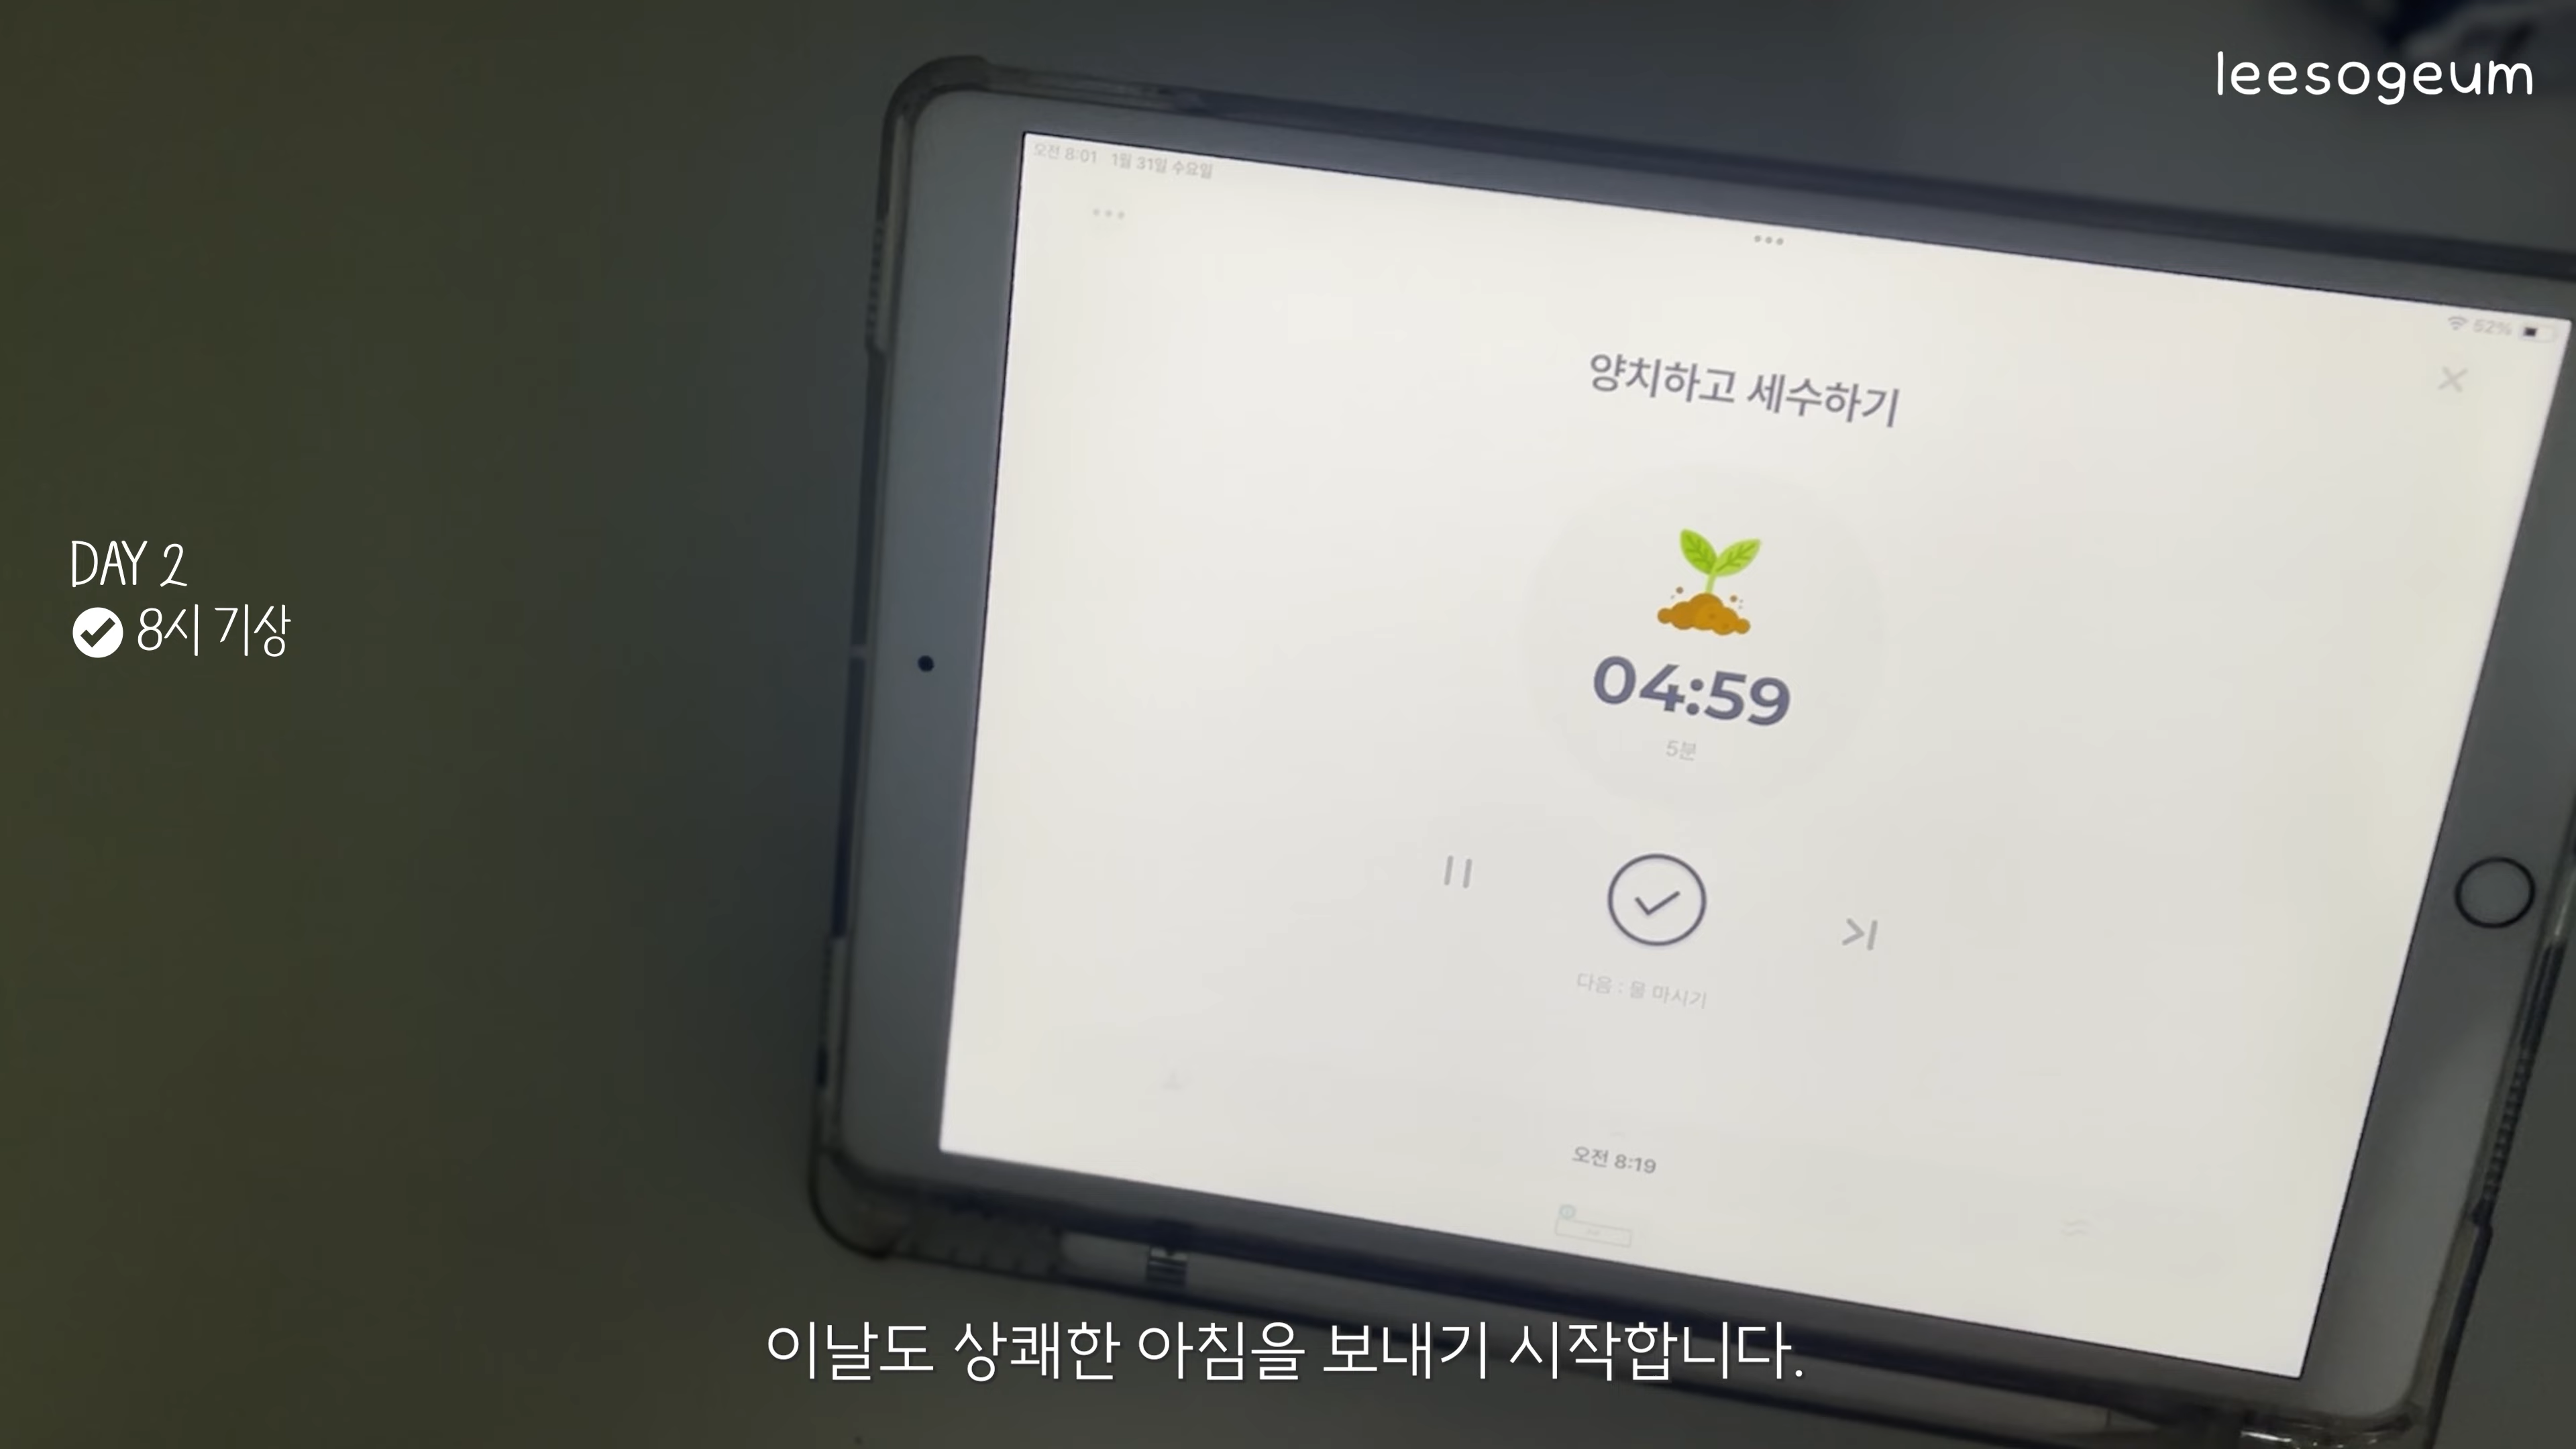 leesogeum
오전 8:01 1월 31일 수요일
52%
양치하고 세수하기
04:59
5분
다음 : 물 마시기
오전 8:19
DAY 2
8시 기상
이날도 상쾌한 아침을 보내기 시작합니다.